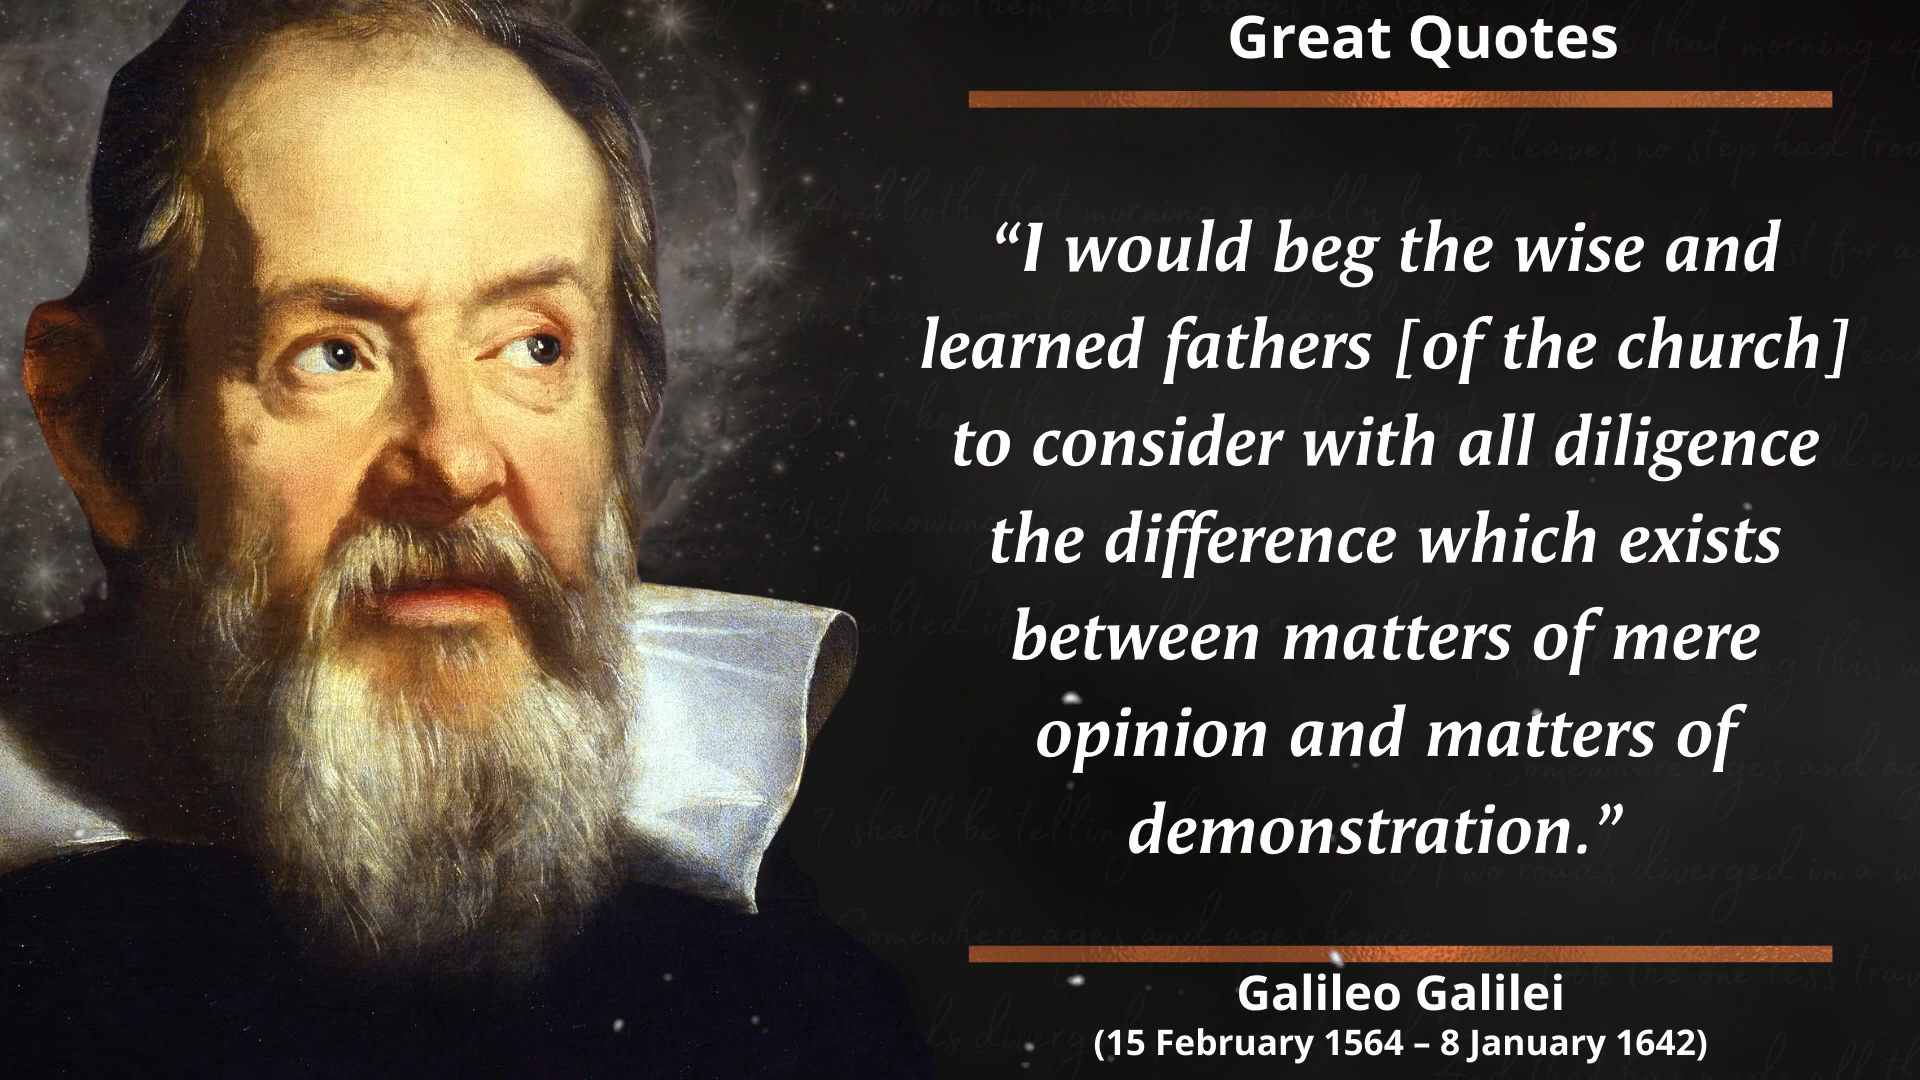 Great Quotes
“I would beg the wise and
learned fathers [of the church]
to consider with all diligence
the difference which exists
between matters of mere
opinion and matters of
demonstration.”
Galileo Galilei
(15 February 1564 – 8 January 1642)